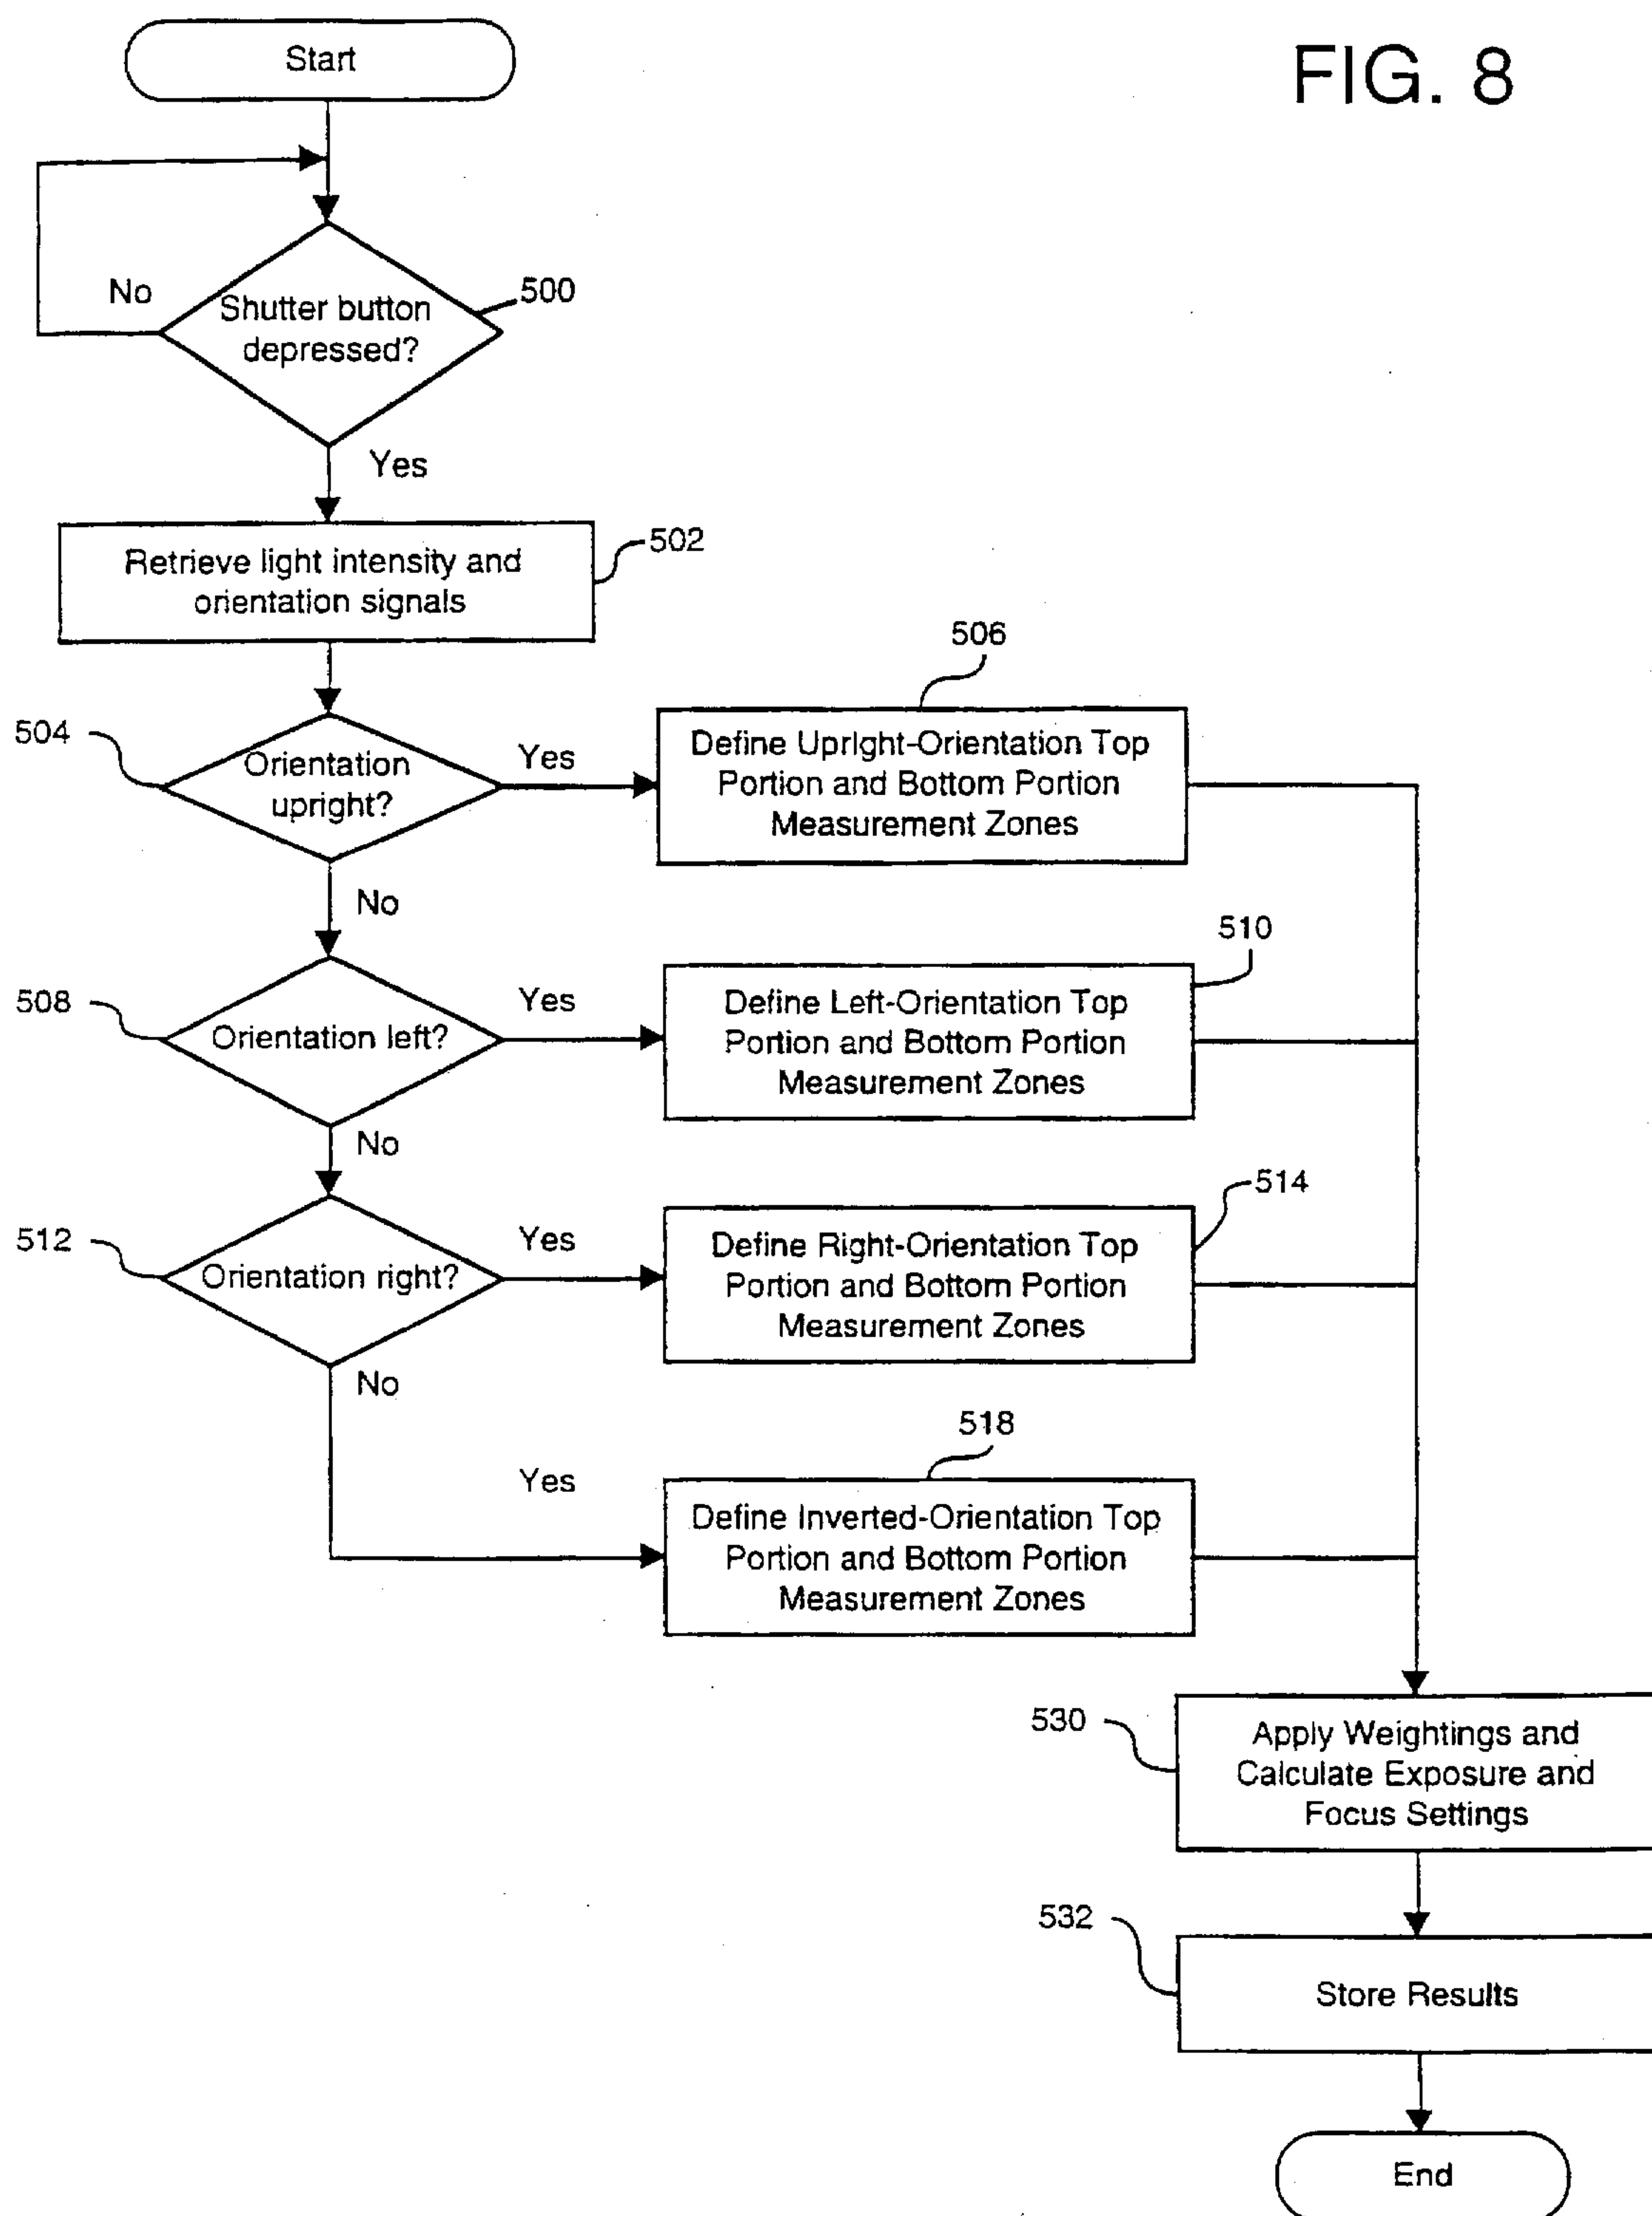 FIG. 8
Start
No
Shutter button
depressed?
500
Yes
Retrieve light intensity and
orientation signals
502
504
Orientation
upright?
Yes
506
Define Upright-Orientation Top
Portion and Bottom Portion
Measurement Zones
No
508
Orientation left?
Yes
510
Define Left-Orientation Top
Portion and Bottom Portion
Measurement Zones
No
512
Orientation right?
Yes
514
Define Right-Orientation Top
Portion and Bottom Portion
Measurement Zones
No
Yes
518
Define Inverted-Orientation Top
Portion and Bottom Portion
Measurement Zones
530
Apply Weightings and
Calculate Exposure and
Focus Settings
532
Store Results
End